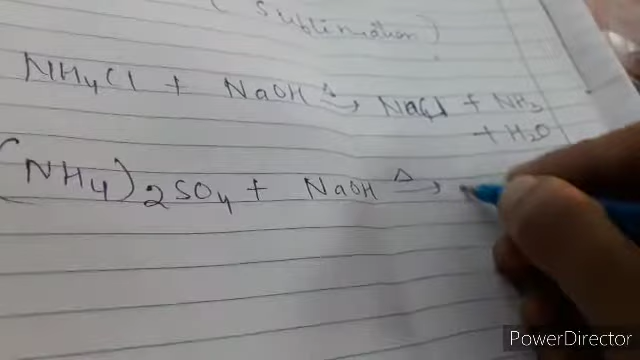 ( Sublimation)
NH4Cl + NaOH Δ→ NaCl + NH3
+ H2O
(NH4)2SO4 + NaOH Δ→
PowerDirector